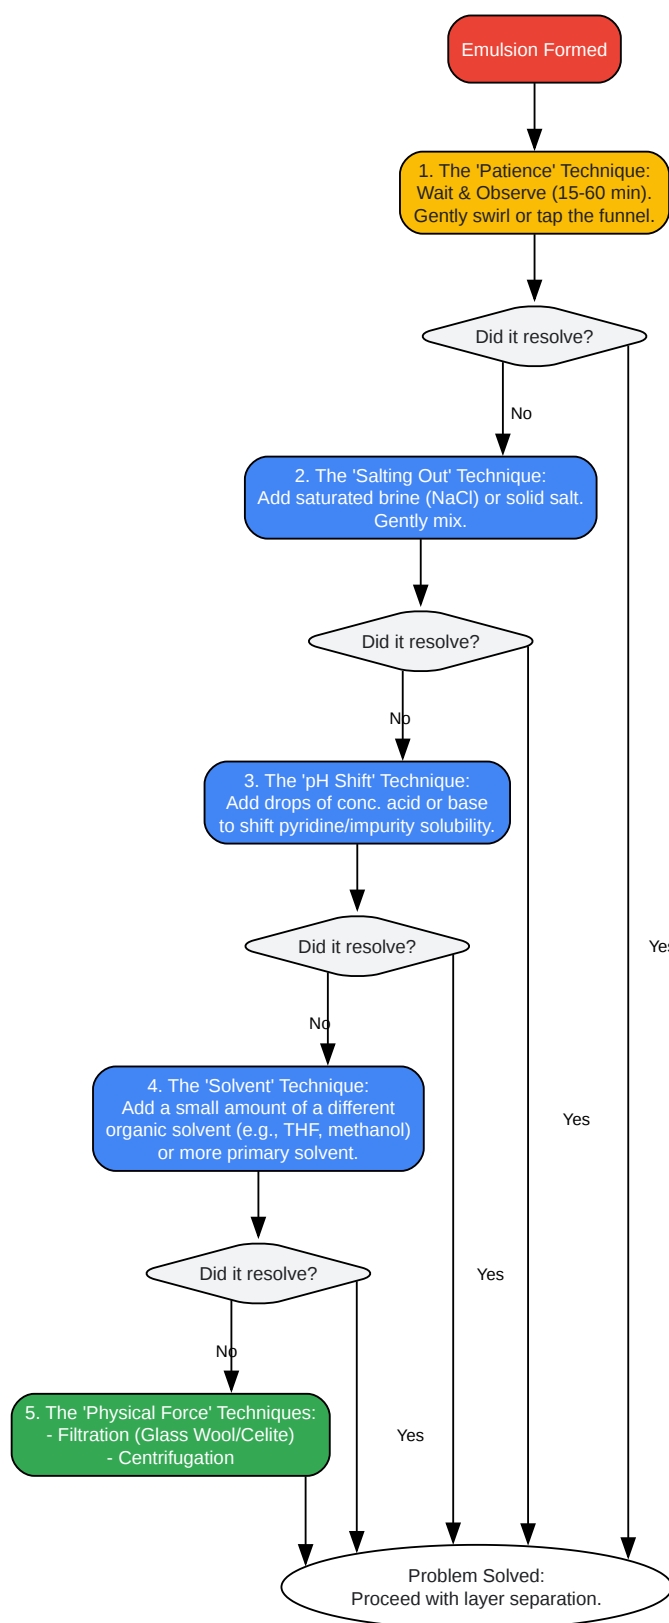 Emulsion Formed
1. The 'Patience' Technique:
Wait & Observe (15-60 min).
Gently swirl or tap the funnel.
Did it resolve?
No
2. The 'Salting Out' Technique:
Add saturated brine (NaCl) or solid salt.
Gently mix.
Did it resolve?
No
3. The 'pH Shift' Technique:
Add drops of conc. acid or base
to shift pyridine/impurity solubility.
Did it resolve?
Yes
No
4. The 'Solvent' Technique:
Add a small amount of a different
organic solvent (e.g., THF, methanol)
or more primary solvent.
Yes
Did it resolve?
Yes
No
5. The 'Physical Force' Techniques:
- Filtration (Glass Wool/Celite)
- Centrifugation
Yes
Problem Solved:
Proceed with layer separation.